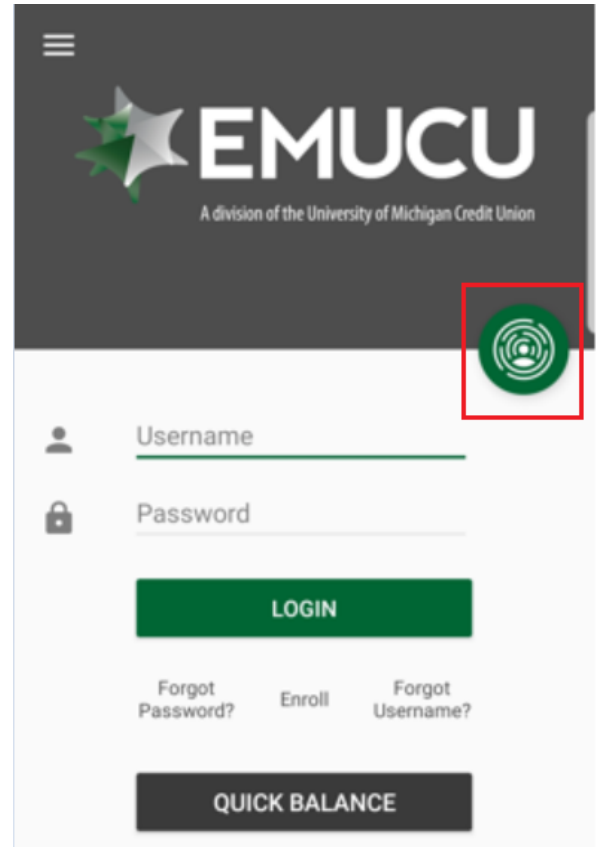 EMUCU
A division of the University of Michigan Credit Union
Username
Password
LOGIN
Forgot
Password?
Enroll
Forgot
Username?
QUICK BALANCE